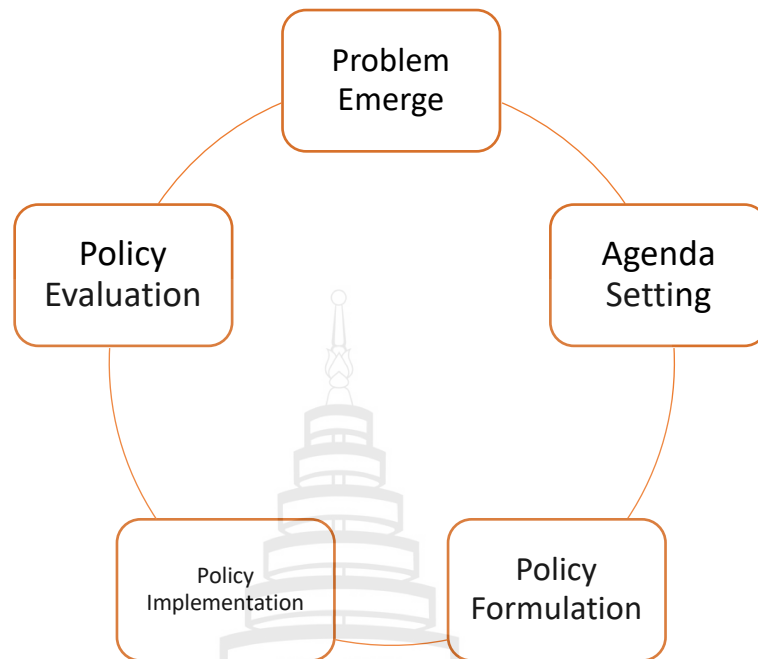 Problem
Emerge
Agenda
Setting
Policy
Formulation
Policy
Implementation
Policy
Evaluation